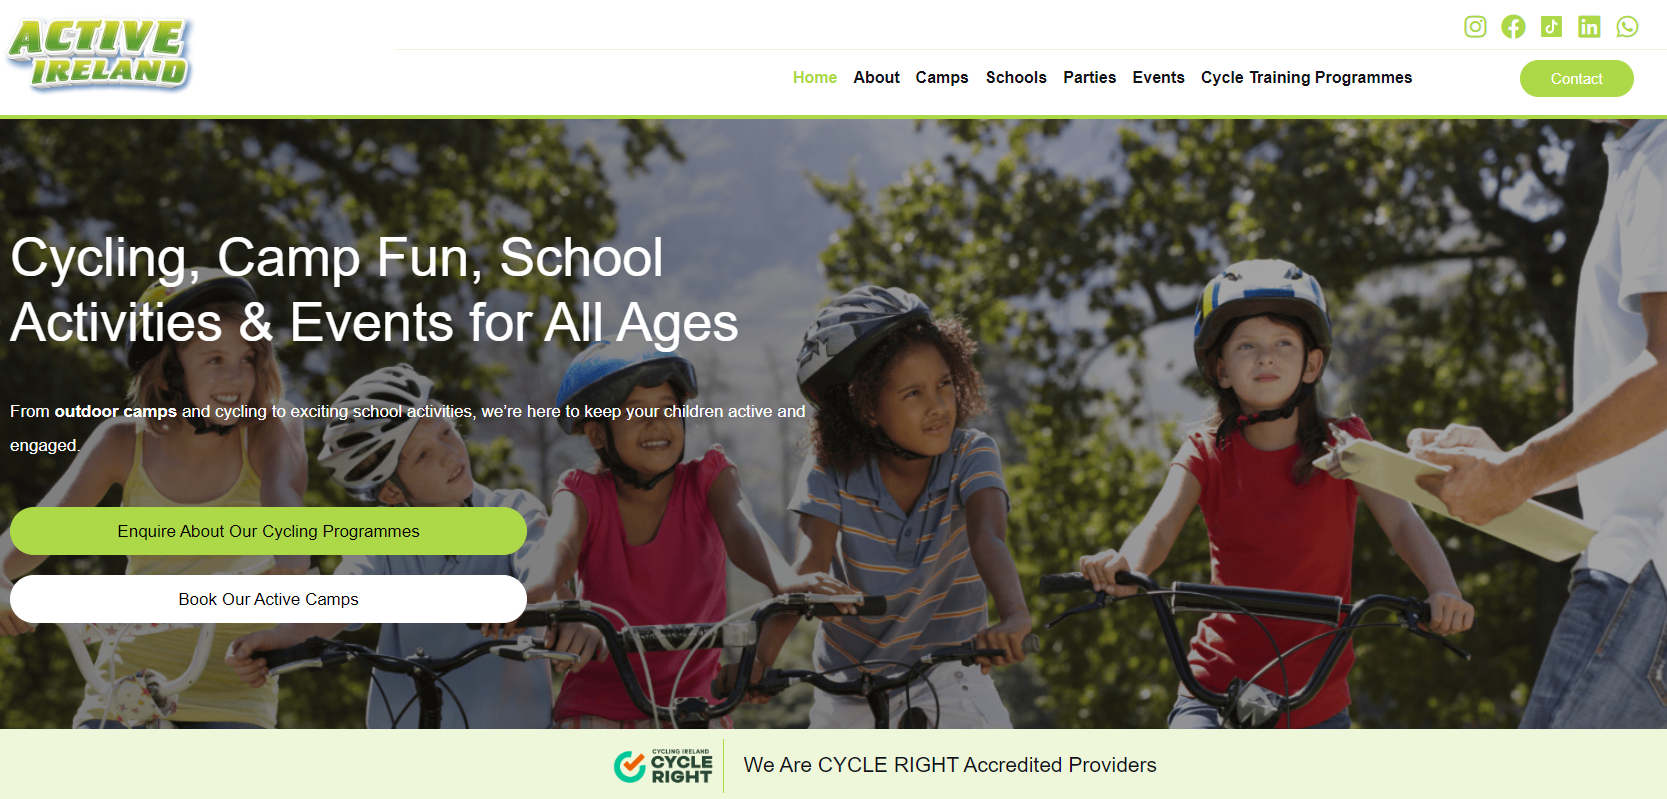 ACTIVE
IRELAND
Home About Camps Schools Parties Events Cycle Training Programmes Contact
Cycling, Camp Fun, School
Activities & Events for All Ages
From outdoor camps and cycling to exciting school activities, we’re here to keep your children active and
engaged.
Enquire About Our Cycling Programmes
Book Our Active Camps
CYCLING IRELAND
CYCLE
RIGHT
We Are CYCLE RIGHT Accredited Providers